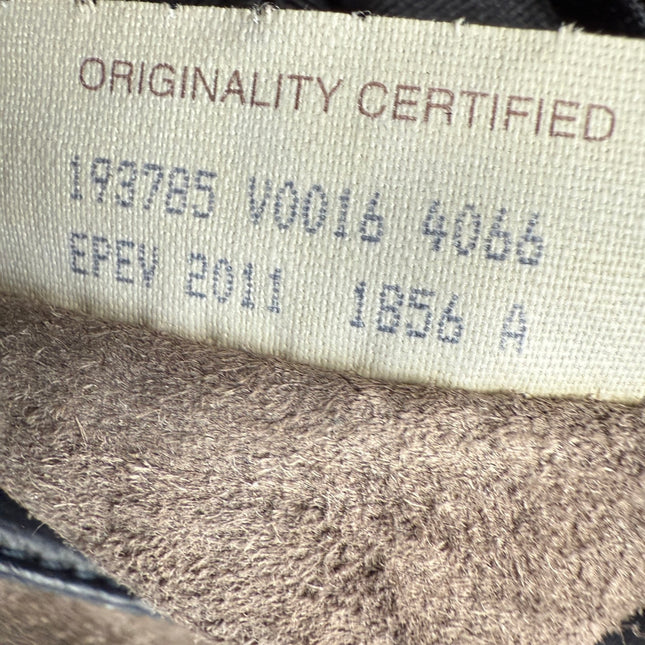 ORIGINALITY CERTIFIED
193785 V0016 4066
EPEV 2011 1856 A